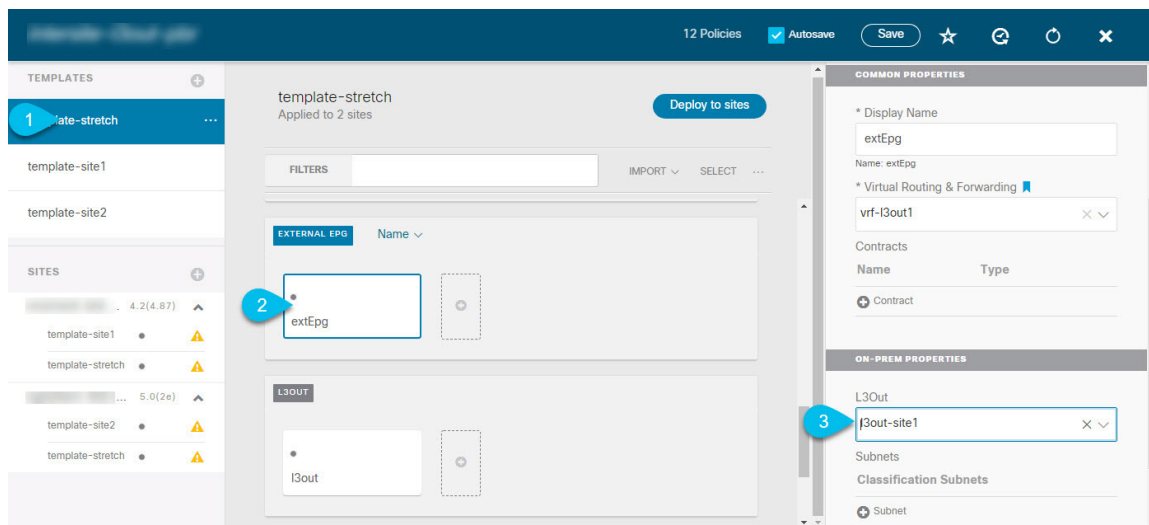 12 Policies
Autosave
Save
TEMPLATES
1
ate-stretch
...
template-site1
template-site2
SITES
. 4.2(4.87)
template-site1
template-stretch
... 5.0(2e)
template-site2
template-stretch
template-stretch
Applied to 2 sites
Deploy to sites
FILTERS
IMPORT
SELECT
...
EXTERNAL EPG
Name
2
extEpg
L3OUT
l3out
COMMON PROPERTIES
* Display Name
extEpg
Name: extEpg
* Virtual Routing & Forwarding
vrf-l3out1
Contracts
Name Type
Contract
ON-PREM PROPERTIES
L3Out
3
l3out-site1
Subnets
Classification Subnets
Subnet